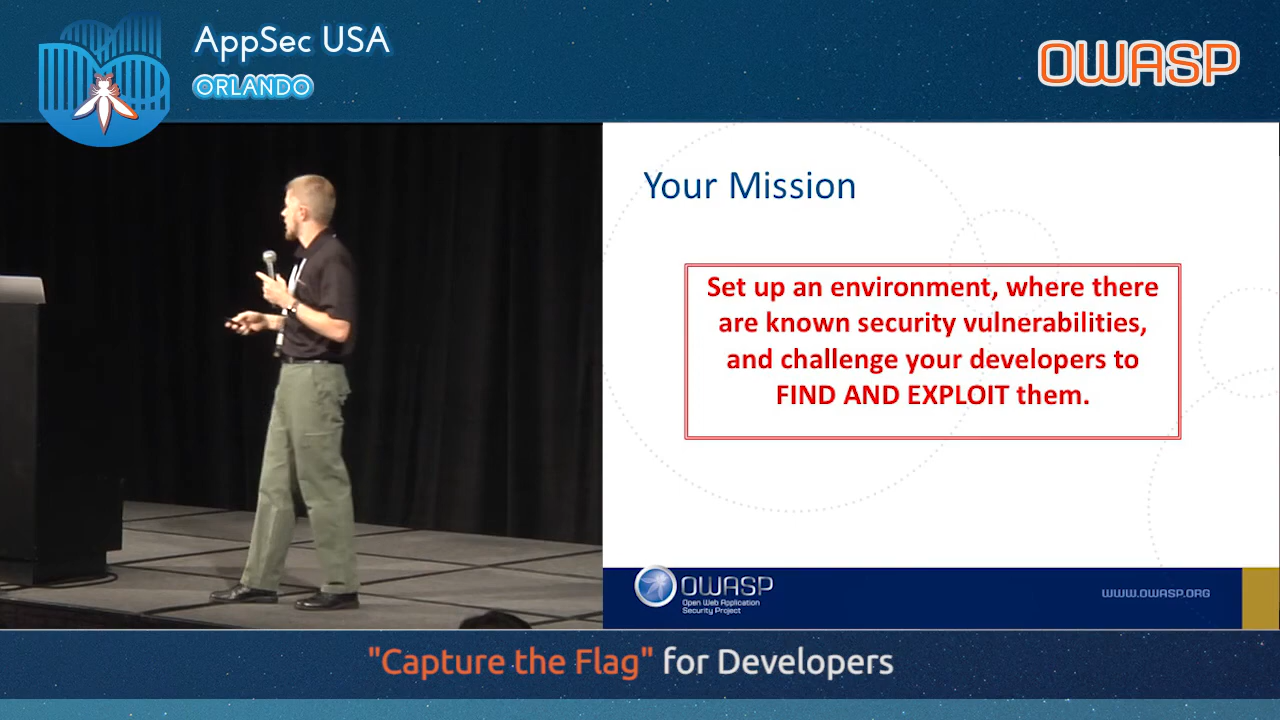 AppSec USA
ORLANDO
OWASP
Your Mission
Set up an environment, where there
are known security vulnerabilities,
and challenge your developers to
FIND AND EXPLOIT them.
OWASP
Open Web Application
Security Project
WWW.OWASP.ORG
"Capture the Flag" for Developers